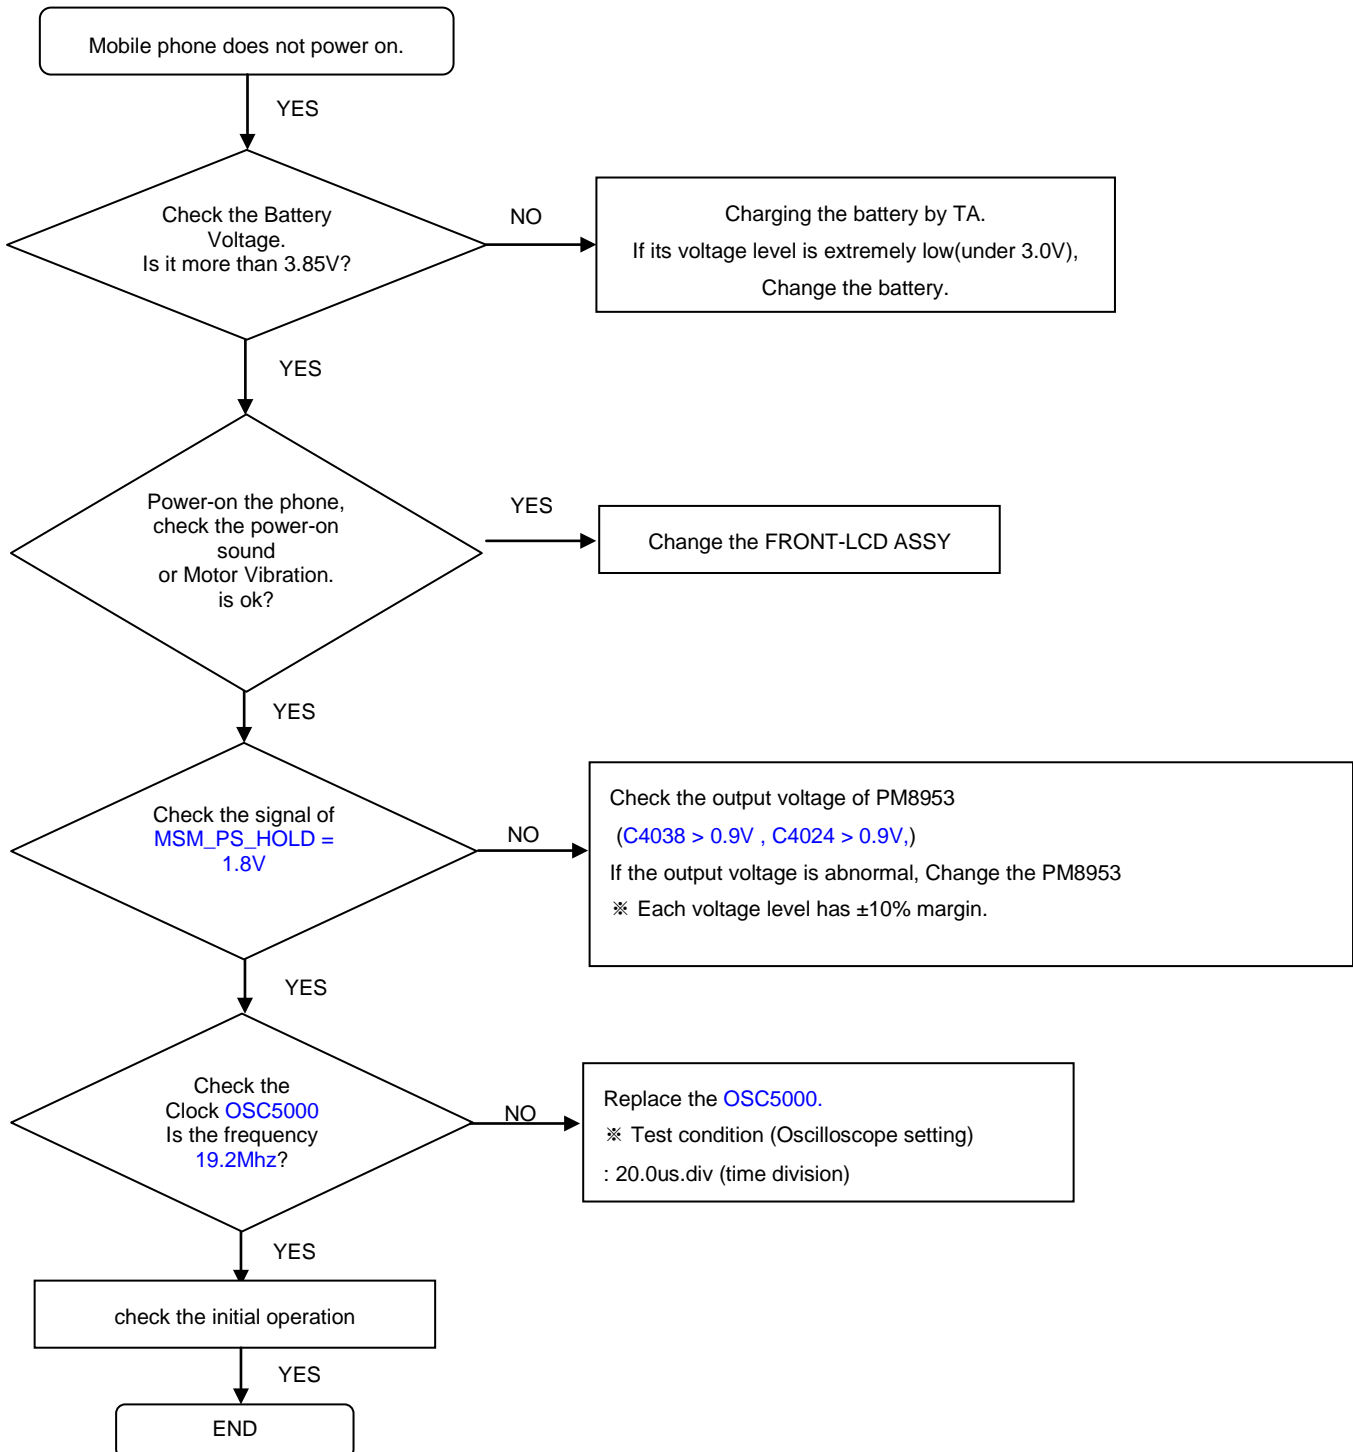 Mobile phone does not power on.
YES
Check the Battery
Voltage.
Is it more than 3.85V?
NO
Charging the battery by TA.
If its voltage level is extremely low(under 3.0V),
Change the battery.
YES
Power-on the phone,
check the power-on
sound
or Motor Vibration.
is ok?
YES
Change the FRONT-LCD ASSY
YES
Check the signal of
MSM_PS_HOLD =
1.8V
NO
Check the output voltage of PM8953
(C4038 > 0.9V , C4024 > 0.9V,)
If the output voltage is abnormal, Change the PM8953
※ Each voltage level has ±10% margin.
YES
Check the
Clock OSC5000
Is the frequency
19.2Mhz?
NO
Replace the OSC5000.
※ Test condition (Oscilloscope setting)
: 20.0us.div (time division)
YES
check the initial operation
YES
END